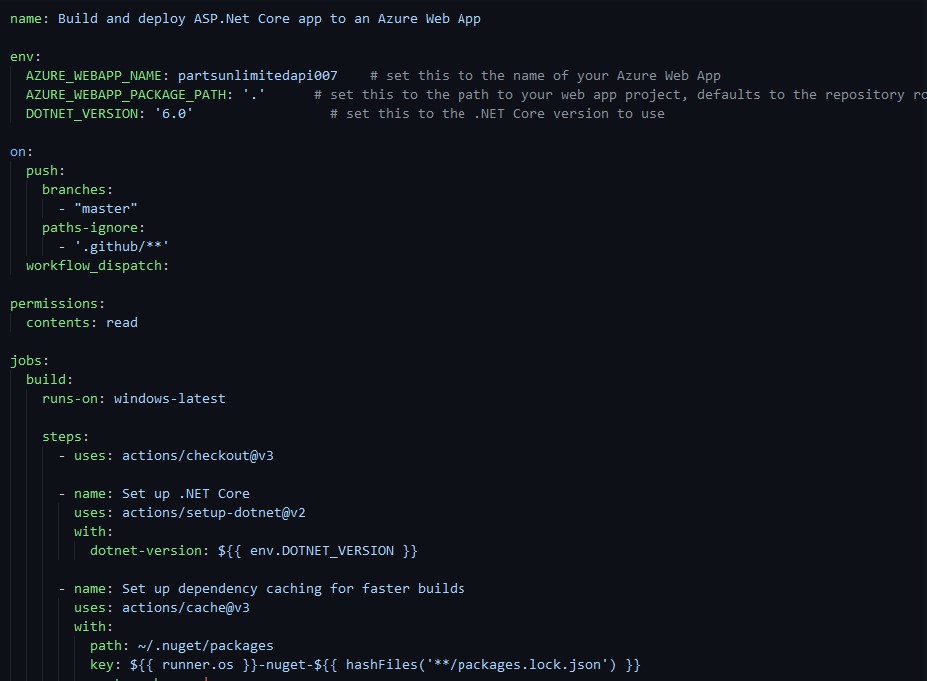 name: Build and deploy ASP.Net Core app to an Azure Web App
env:
AZURE_WEBAPP_NAME: partsunlimitedapi007    # set this to the name of your Azure Web App
AZURE_WEBAPP_PACKAGE_PATH: '.'      # set this to the path to your web app project, defaults to the repository
DOTNET_VERSION: '6.0'                 # set this to the .NET Core version to use
on:
push:
branches:
- "master"
paths-ignore:
- '.github/**'
workflow_dispatch:
permissions:
contents: read
jobs:
build:
runs-on: windows-latest
steps:
- uses: actions/checkout@v3
- name: Set up .NET Core
uses: actions/setup-dotnet@v2
with:
dotnet-version: ${{ env.DOTNET_VERSION }}
- name: Set up dependency caching for faster builds
uses: actions/cache@v3
with:
path: ~/.nuget/packages
key: ${{ runner.os }}-nuget-${{ hashFiles('**/packages.lock.json') }}